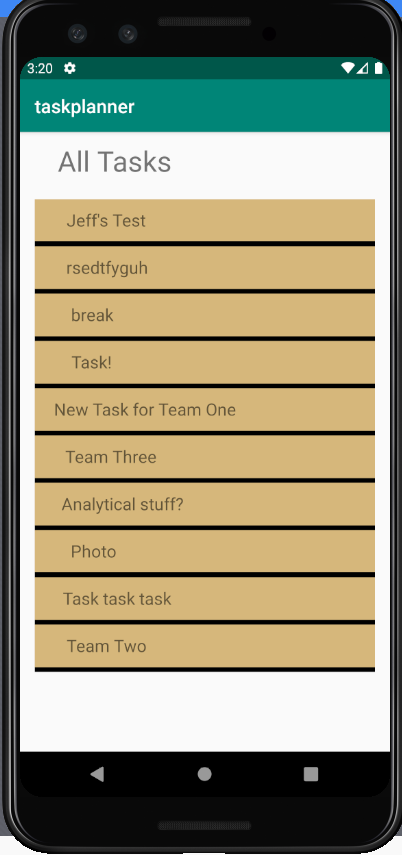 3:20
taskplanner
All Tasks
Jeff's Test
rsedtfyguh
break
Task!
New Task for Team One
Team Three
Analytical stuff?
Photo
Task task task
Team Two